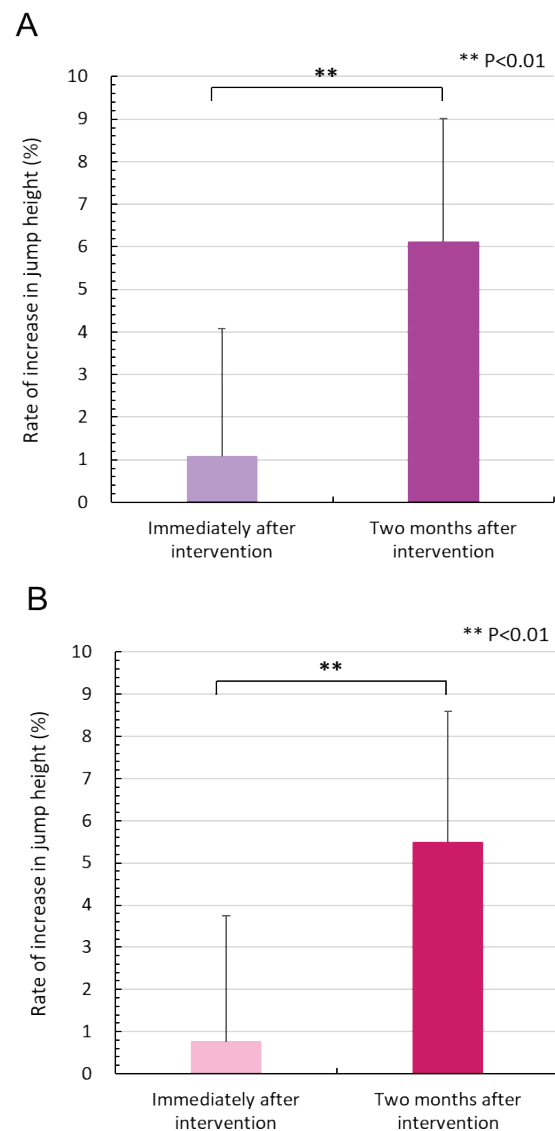 A
** P<0.01
**
Rate of increase in jump height (%)
10
9
8
7
6
5
4
3
2
1
0
Immediately after
intervention
Two months after
intervention
B
** P<0.01
**
Rate of increase in jump height (%)
10
9
8
7
6
5
4
3
2
1
0
Immediately after
intervention
Two months after
intervention